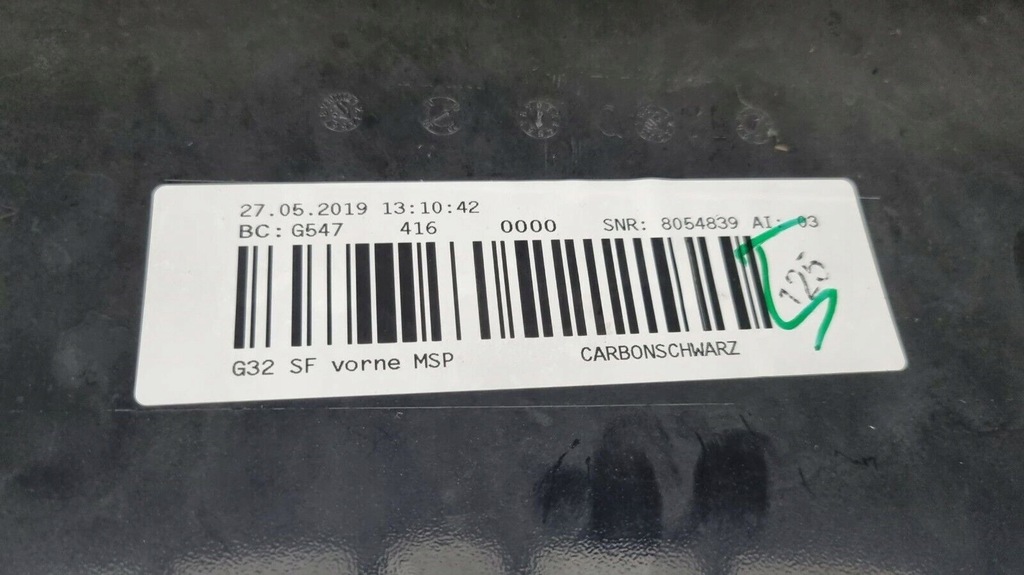 27.05.2019 13:10:42
BC: G547 416 0000 SNR: 8054839 AI: 03
125
G32 SF vorne MSP CARBONSCHWARZ